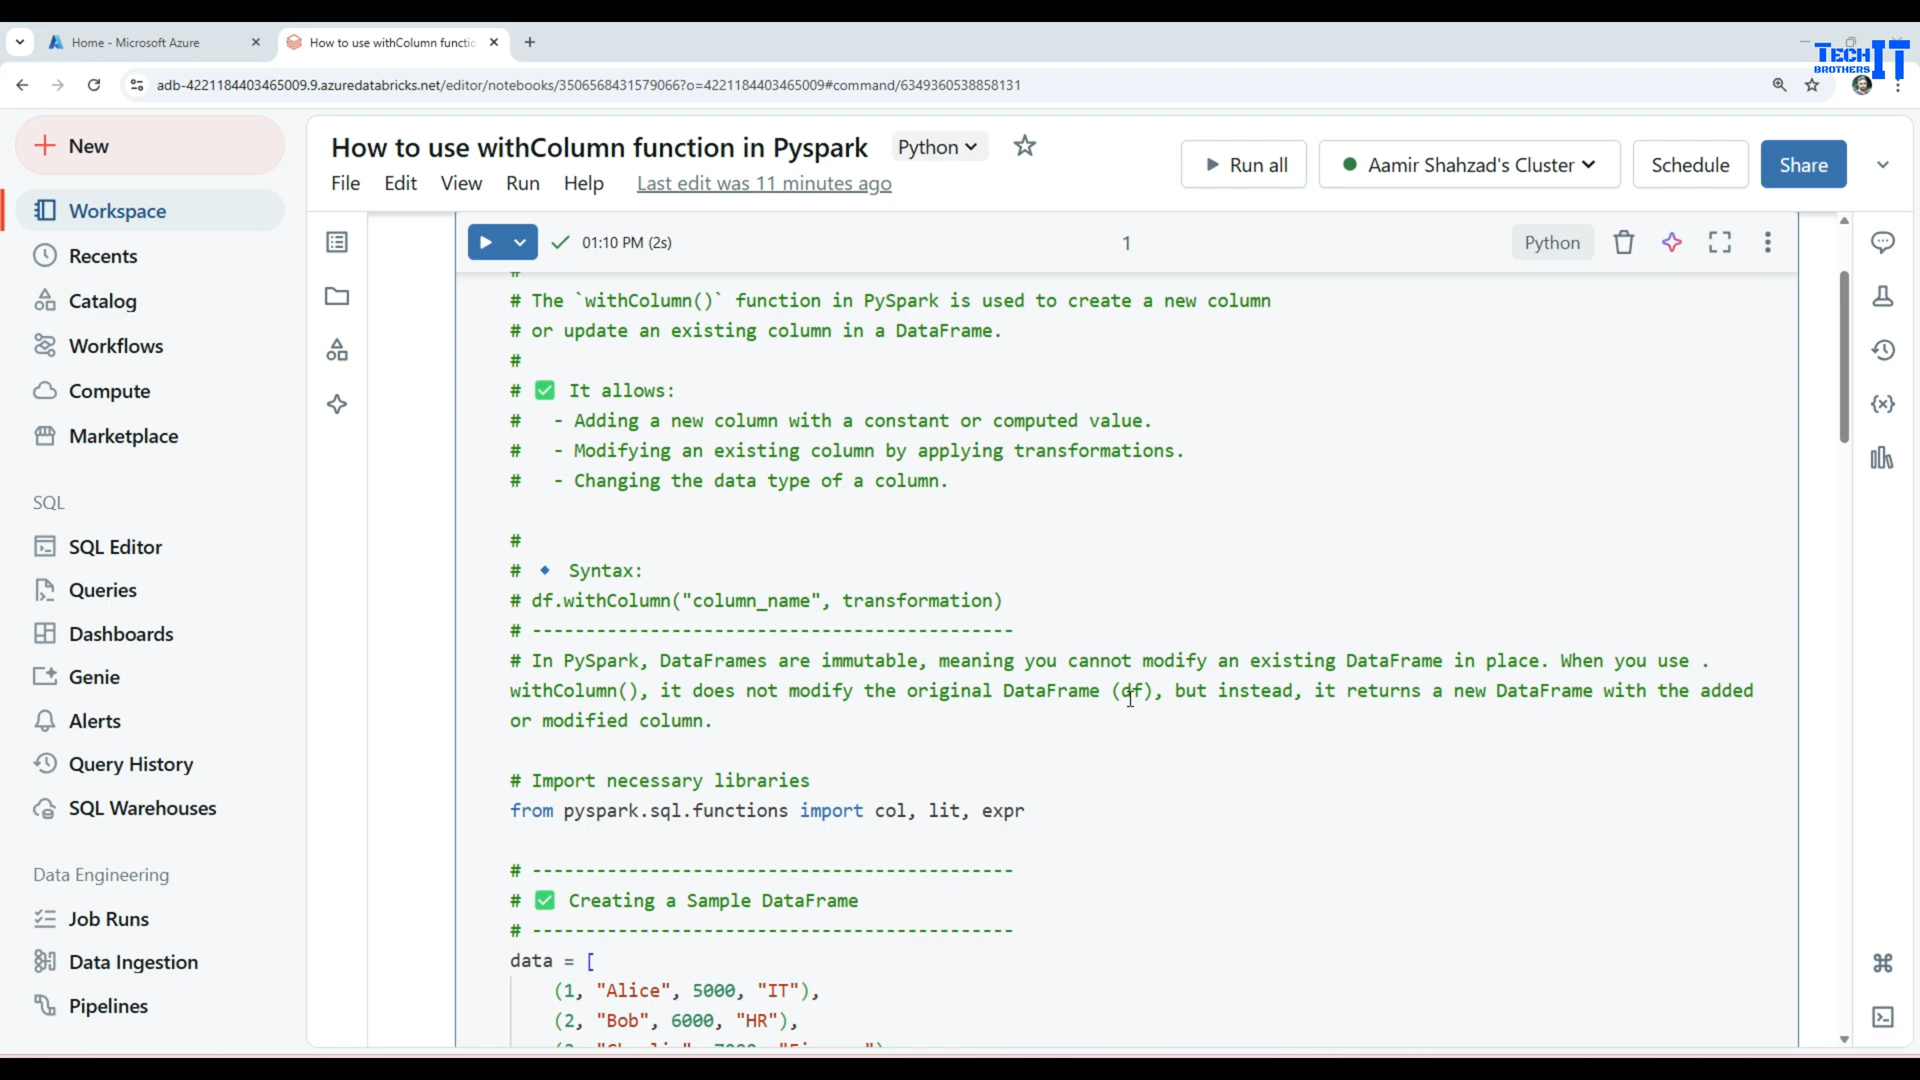 Home - Microsoft Azure
How to use withColumn functic
TECH
BROTHERS
IT
adb-4221184403465009.9.azuredatabricks.net/editor/notebooks/3506568431579066?o=4221184403465009#command/6349360538858131
New
Workspace
Recents
Catalog
Workflows
Compute
Marketplace
SQL
SQL Editor
Queries
Dashboards
Genie
Alerts
Query History
SQL Warehouses
Data Engineering
Job Runs
Data Ingestion
Pipelines
How to use withColumn function in Pyspark
Python
File Edit View Run Help Last edit was 11 minutes ago
Run all
Aamir Shahzad's Cluster
Schedule
Share
01:10 PM (2s)
1
Python
#
# The `withColumn()` function in PySpark is used to create a new column
# or update an existing column in a DataFrame.
#
# ✅ It allows:
#   - Adding a new column with a constant or computed value.
#   - Modifying an existing column by applying transformations.
#   - Changing the data type of a column.
#
# 🔹 Syntax:
# df.withColumn("column_name", transformation)
# ---------------------------------------------
# In PySpark, DataFrames are immutable, meaning you cannot modify an existing DataFrame in place. When you use .
withColumn(), it does not modify the original DataFrame (df), but instead, it returns a new DataFrame with the added
or modified column.
# Import necessary libraries
from pyspark.sql.functions import col, lit, expr
# ---------------------------------------------
# ✅ Creating a Sample DataFrame
# ---------------------------------------------
data = [
(1, "Alice", 5000, "IT"),
(2, "Bob", 6000, "HR"),